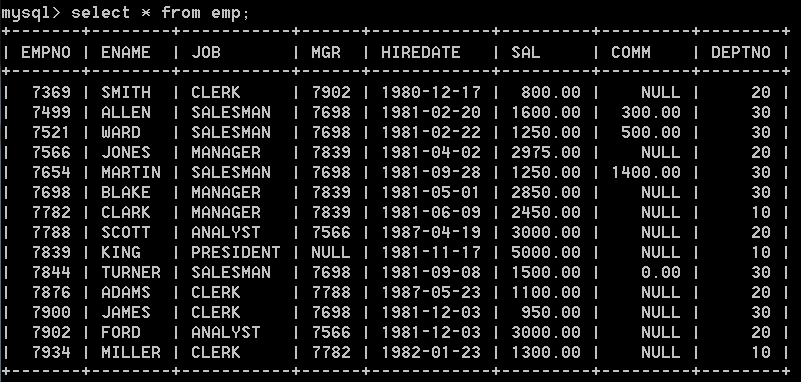 mysql> select * from emp;
+-------+--------+-----------+------+------------+---------+---------+--------+
| EMPNO | ENAME  | JOB       | MGR  | HIREDATE   | SAL     | COMM    | DEPTNO |
+-------+--------+-----------+------+------------+---------+---------+--------+
|  7369 | SMITH  | CLERK     | 7902 | 1980-12-17 |  800.00 |    NULL |     20 |
|  7499 | ALLEN  | SALESMAN  | 7698 | 1981-02-20 | 1600.00 |  300.00 |     30 |
|  7521 | WARD   | SALESMAN  | 7698 | 1981-02-22 | 1250.00 |  500.00 |     30 |
|  7566 | JONES  | MANAGER   | 7839 | 1981-04-02 | 2975.00 |    NULL |     20 |
|  7654 | MARTIN | SALESMAN  | 7698 | 1981-09-28 | 1250.00 | 1400.00 |     30 |
|  7698 | BLAKE  | MANAGER   | 7839 | 1981-05-01 | 2850.00 |    NULL |     30 |
|  7782 | CLARK  | MANAGER   | 7839 | 1981-06-09 | 2450.00 |    NULL |     10 |
|  7788 | SCOTT  | ANALYST   | 7566 | 1987-04-19 | 3000.00 |    NULL |     20 |
|  7839 | KING   | PRESIDENT | NULL | 1981-11-17 | 5000.00 |    NULL |     10 |
|  7844 | TURNER | SALESMAN  | 7698 | 1981-09-08 | 1500.00 |    0.00 |     30 |
|  7876 | ADAMS  | CLERK     | 7788 | 1987-05-23 | 1100.00 |    NULL |     20 |
|  7900 | JAMES  | CLERK     | 7698 | 1981-12-03 |  950.00 |    NULL |     30 |
|  7902 | FORD   | ANALYST   | 7566 | 1981-12-03 | 3000.00 |    NULL |     20 |
|  7934 | MILLER | CLERK     | 7782 | 1982-01-23 | 1300.00 |    NULL |     10 |
+-------+--------+-----------+------+------------+---------+---------+--------+